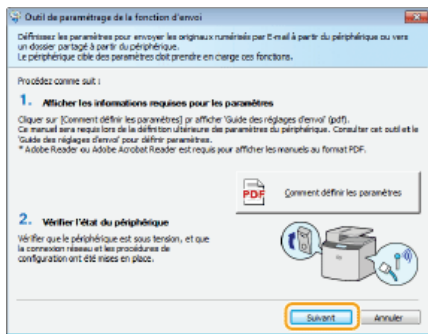 Outil de paramétrage de la fonction d'envoi
Définissez les paramètres pour envoyer les originaux numérisés par E-mail à partir du périphérique ou vers
un dossier partagé à partir du périphérique.
Le périphérique cible des paramètres doit prendre en charge ces fonctions.
Procédez comme suit :
1. Afficher les informations requises pour les paramètres
Cliquer sur [Comment définir les paramètres] pr afficher 'Guide des réglages d'envoi' (pdf).
Ce manuel sera requis lors de la définition ultérieure des paramètres du périphérique. Consulter cet outil et le
'Guide des réglages d'envoi' pour définir paramètres.
* Adobe Reader ou Adobe Acrobat Reader est requis pour afficher les manuels au format PDF.
PDF
Comment définir les paramètres
2. Vérifier l'état du périphérique
Vérifier que le périphérique est sous tension, et que
la connexion réseau et les procédures de
configuration ont été mises en place.
Suivant
Annuler